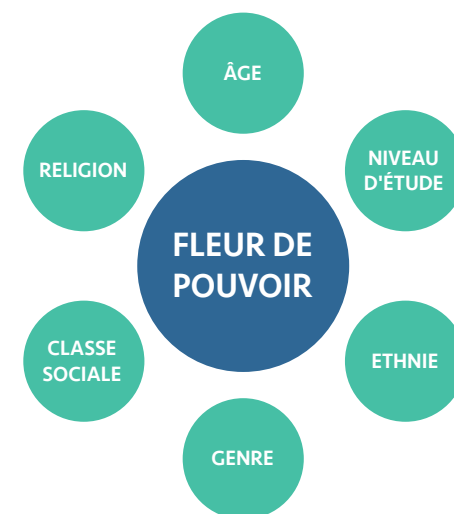 ÂGE
NIVEAU
D'ÉTUDE
RELIGION
FLEUR DE
POUVOIR
CLASSE
SOCIALE
ETHNIE
GENRE